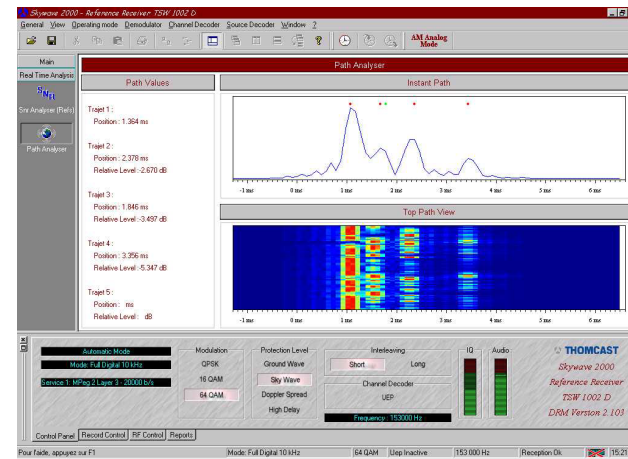 Skywave 2000 - Reference Receiver TSW 1002 D
General View Operating mode Demodulator Channel Decoder Source Decoder Window ?
AM Analog
Mode
Main
Real Time Analysis
Snr Analyser (Refs)
Path Analyser
Path Analyser
Path Values
Trajet 1 :
Position : 1.364 ms
Trajet 2 :
Position : 2.378 ms
Relative Level :-2.670 dB
Trajet 3 :
Position : 1.846 ms
Relative Level :-3.497 dB
Trajet 4 :
Position : 3.356 ms
Relative Level :-5.347 dB
Trajet 5 :
Position : ms
Relative Level : dB
Instant Path
-1 ms 0 ms 1 ms 2 ms 3 ms 4 ms 5 ms 6 ms
Top Path View
-1 ms 0 ms 1 ms 2 ms 3 ms 4 ms 5 ms 6 ms
Automatic Mode
Mode: Full Digital 10 kHz
Service 1: MPeg 2 Layer 3 - 20000 b/s
Modulation
QPSK
16 QAM
64 QAM
Protection Level
Ground Wave
Sky Wave
Doppler Spread
High Delay
Interleaving
Short Long
Channel Decoder
UEP
Frequency : 153000 Hz
IQ Audio
THOMCAST
Skywave 2000
Reference Receiver
TSW 1002 D
DRM Version 2.103
Control Panel Record Control RF Control Reports
Pour l'aide, appuyez sur F1 Mode: Full Digital 10 kHz 64 QAM Uep Inactive 153 000 Hz Reception Ok 15:21